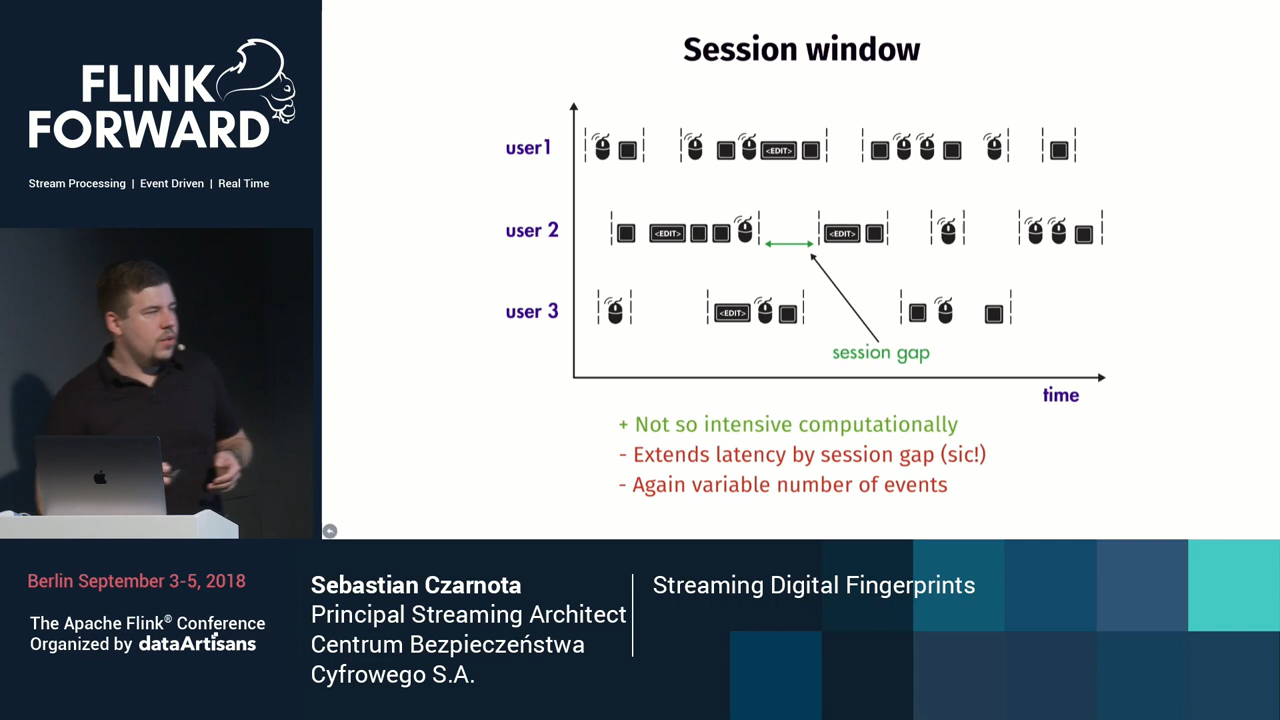 FLINK
FORWARD
Stream Processing | Event Driven | Real Time
Session window
user1
<EDIT>
user 2
<EDIT>
<EDIT>
user 3
<EDIT>
session gap
time
+ Not so intensive computationally
- Extends latency by session gap (sic!)
- Again variable number of events
Berlin September 3-5, 2018
The Apache Flink® Conference
Organized by dataArtisans
Sebastian Czarnota
Principal Streaming Architect
Centrum Bezpieczeństwa
Cyfrowego S.A.
Streaming Digital Fingerprints